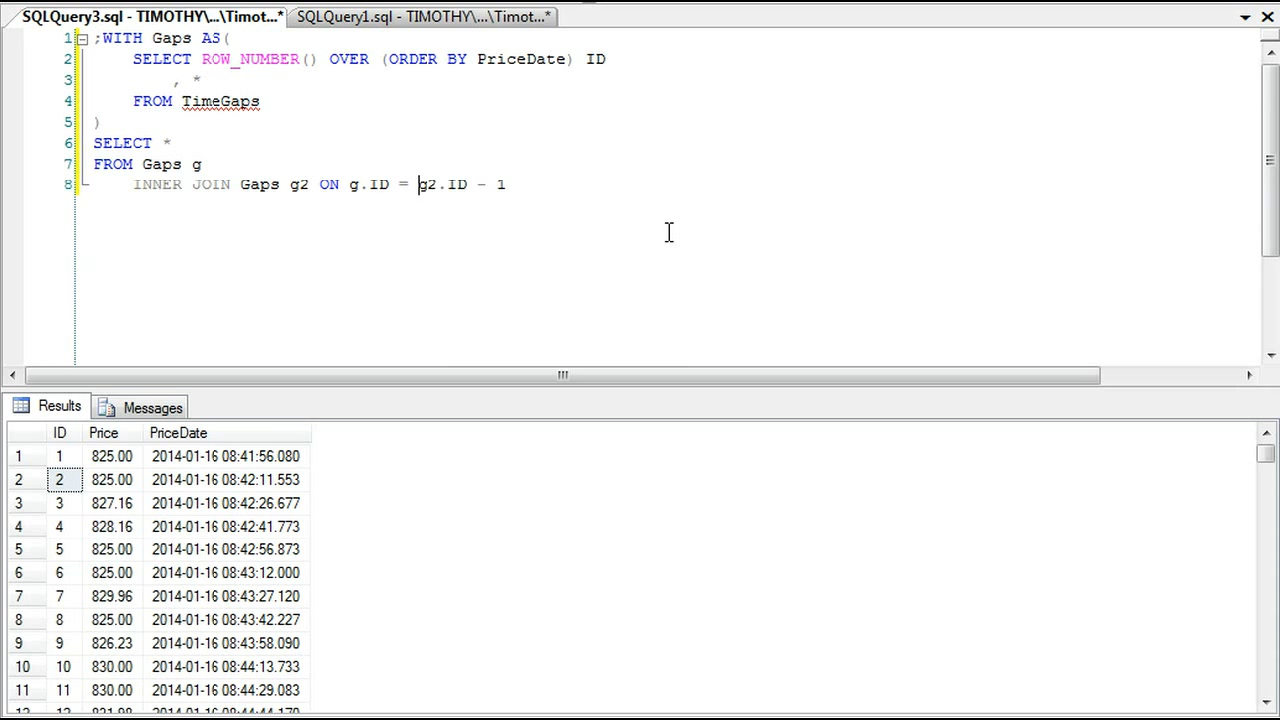 SQLQuery3.sql - TIMOTHY\...\Timot...* SQLQuery1.sql - TIMOTHY\...\Timot...*
1 ;WITH Gaps AS(
2 SELECT ROW_NUMBER() OVER (ORDER BY PriceDate) ID
3 , *
4 FROM TimeGaps
5 )
6 SELECT *
7 FROM Gaps g
8 INNER JOIN Gaps g2 ON g.ID = g2.ID - 1
Results Messages
ID Price PriceDate
1 1 825.00 2014-01-16 08:41:56.080
2 2 825.00 2014-01-16 08:42:11.553
3 3 827.16 2014-01-16 08:42:26.677
4 4 828.16 2014-01-16 08:42:41.773
5 5 825.00 2014-01-16 08:42:56.873
6 6 825.00 2014-01-16 08:43:12.000
7 7 829.96 2014-01-16 08:43:27.120
8 8 825.00 2014-01-16 08:43:42.227
9 9 826.23 2014-01-16 08:43:58.090
10 10 830.00 2014-01-16 08:44:13.733
11 11 830.00 2014-01-16 08:44:29.083